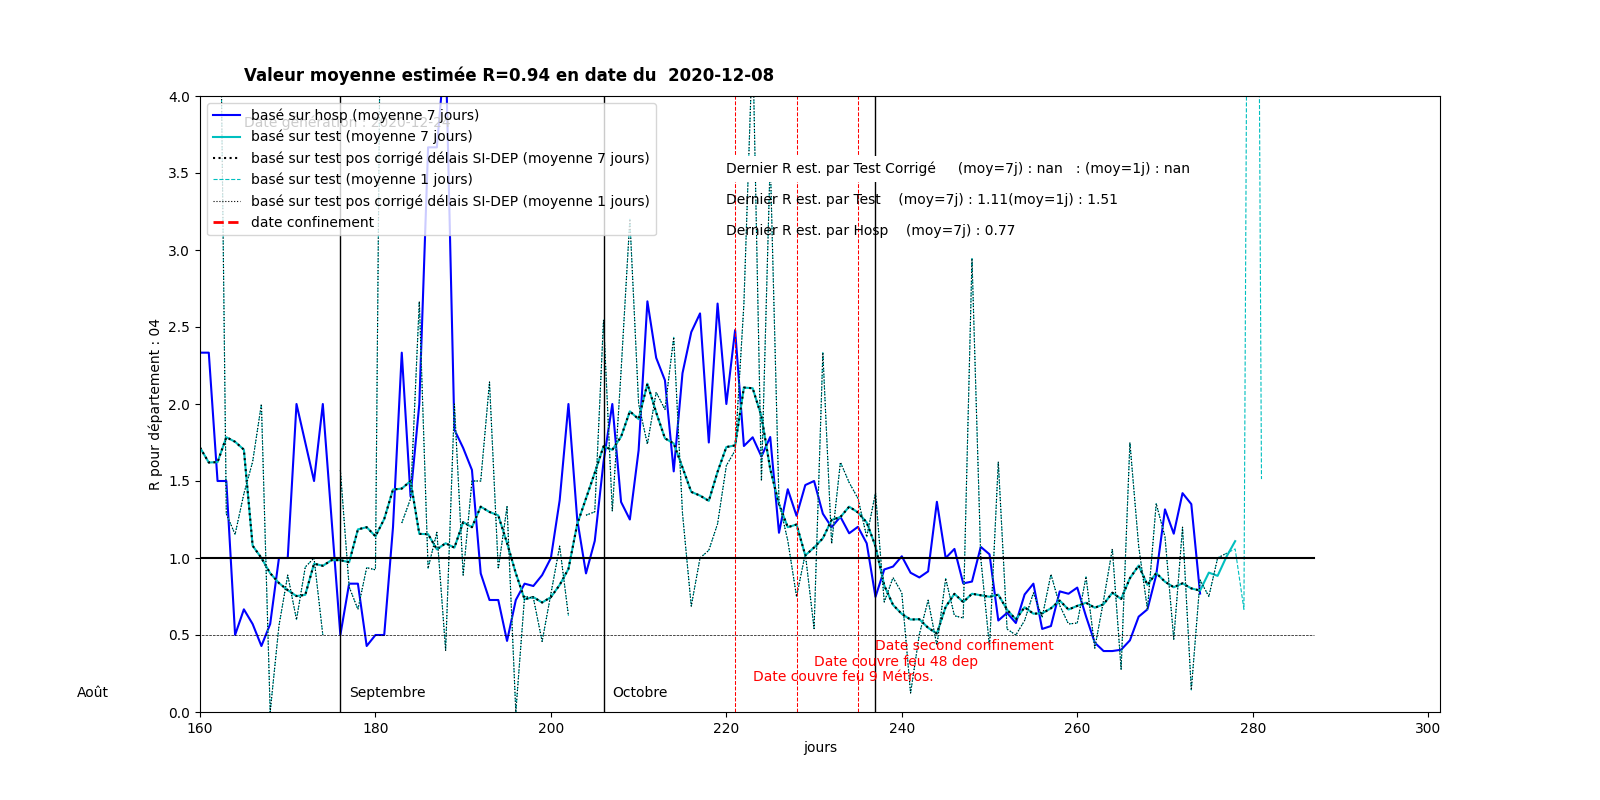 Valeur moyenne estimée R=0.94 en date du  2020-12-08
basé sur hosp (moyenne 7 jours)
Date génération : 2020-12-
basé sur test (moyenne 7 jours)
basé sur test pos corrigé délais SI-DEP (moyenne 7 jours)
basé sur test (moyenne 1 jours)
basé sur test pos corrigé délais SI-DEP (moyenne 1 jours)
date confinement
Dernier R est. par Test Corrigé     (moy=7j) : nan   : (moy=1j) : nan
Dernier R est. par Test    (moy=7j) : 1.11(moy=1j) : 1.51
Dernier R est. par Hosp    (moy=7j) : 0.77
4.0
3.5
3.0
2.5
2.0
1.5
1.0
0.5
0.0
R pour département : 04
Date second confinement
Date couvre feu 48 dep
Date couvre feu 9 Métros.
Août
Septembre
Octobre
160 180 200 220 240 260 280 300
jours